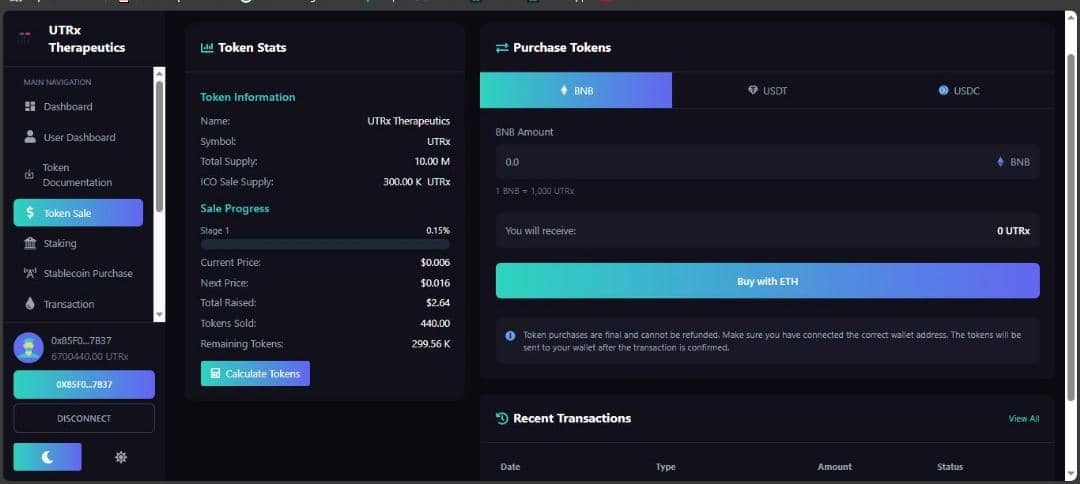 UTRx
Therapeutics
MAIN NAVIGATION
Dashboard
User Dashboard
Token
Documentation
Token Sale
Staking
Stablecoin Purchase
Transaction
0x85F0...7B37
6700440.00 UTRx
0X85F0...7B37
DISCONNECT
Token Stats
Token Information
Name: UTRx Therapeutics
Symbol: UTRx
Total Supply: 10.00 M
ICO Sale Supply: 300.00 K UTRx
Sale Progress
Stage 1 0.15%
Current Price: $0.006
Next Price: $0.016
Total Raised: $2.64
Tokens Sold: 440.00
Remaining Tokens: 299.56 K
Calculate Tokens
Purchase Tokens
BNB USDT USDC
BNB Amount
0.0 BNB
1 BNB = 1,000 UTRx
You will receive: 0 UTRx
Buy with ETH
Token purchases are final and cannot be refunded. Make sure you have connected the correct wallet address. The tokens will be
sent to your wallet after the transaction is confirmed.
Recent Transactions View All
Date Type Amount Status